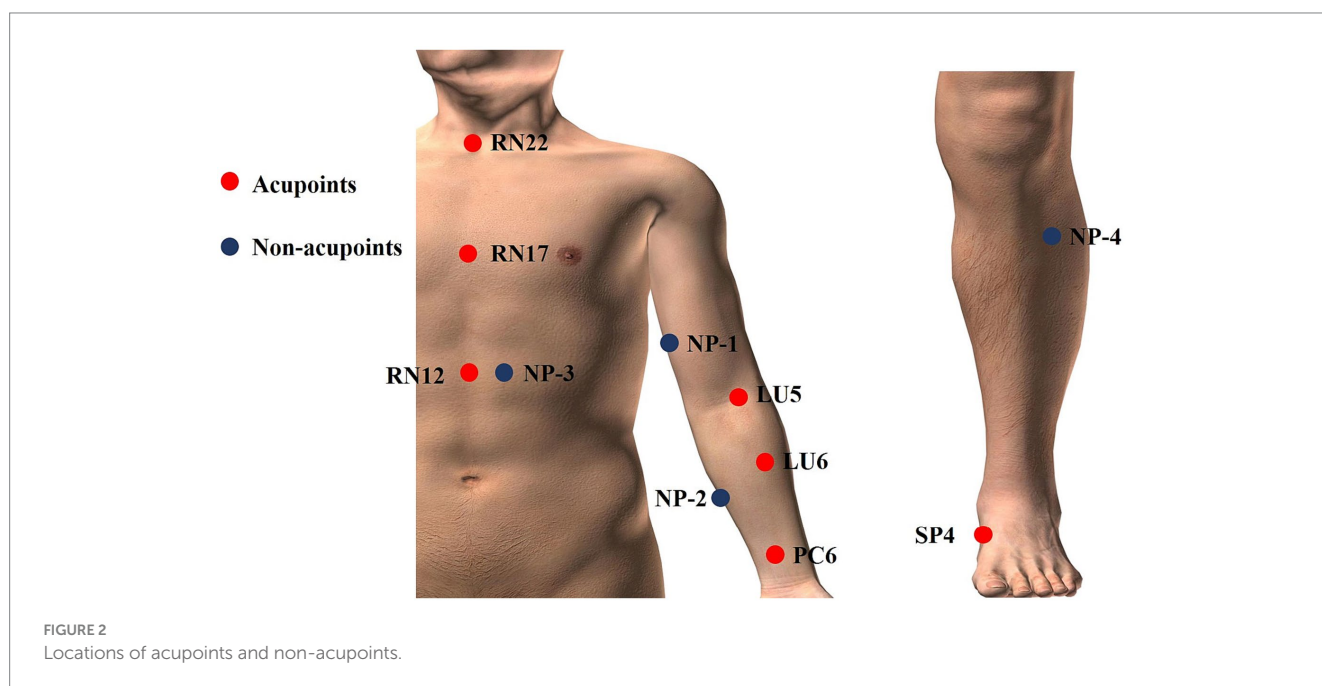 RN22
Acupoints
Non-acupoints
RN17
NP-4
NP-1
RN12
NP-3
LU5
LU6
NP-2
SP4
PC6
FIGURE 2
Locations of acupoints and non-acupoints.